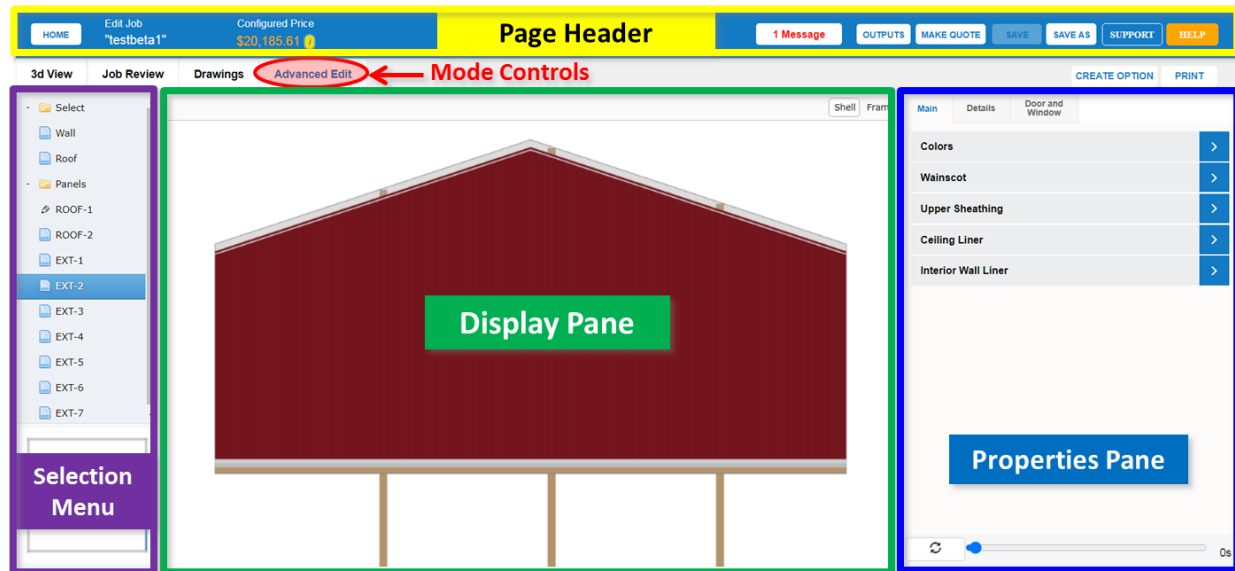 HOME
Edit Job
"testbeta1"
Configured Price
$20,185.61 i
Page Header
1 Message
OUTPUTS
MAKE QUOTE
SAVE
SAVE AS
SUPPORT
HELP
3d View
Job Review
Drawings
Advanced Edit
Mode Controls
CREATE OPTION
PRINT
- Select
Wall
Roof
- Panels
ROOF-1
ROOF-2
EXT-1
EXT-2
EXT-3
EXT-4
EXT-5
EXT-6
EXT-7
Selection
Menu
Shell Fram
Display Pane
Main
Details
Door and
Window
Colors
Wainscot
Upper Sheathing
Ceiling Liner
Interior Wall Liner
Properties Pane
0s